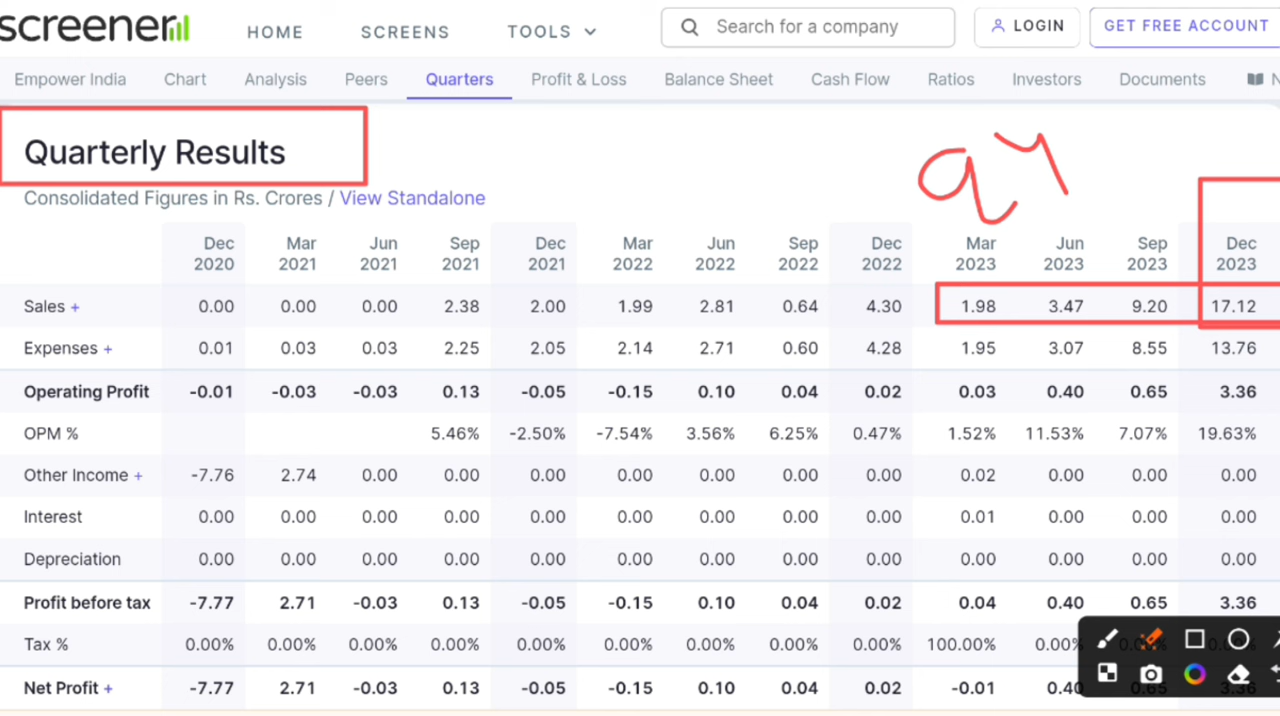 screener HOME SCREENS TOOLS Search for a company LOGIN GET FREE ACCOUNT
Empower India Chart Analysis Peers Quarters Profit & Loss Balance Sheet Cash Flow Ratios Investors Documents N
Quarterly Results
Consolidated Figures in Rs. Crores / View Standalone
Dec 2020 Mar 2021 Jun 2021 Sep 2021 Dec 2021 Mar 2022 Jun 2022 Sep 2022 Dec 2022 Mar 2023 Jun 2023 Sep 2023 Dec 2023
Sales + 0.00 0.00 0.00 2.38 2.00 1.99 2.81 0.64 4.30 1.98 3.47 9.20 17.12
Expenses + 0.01 0.03 0.03 2.25 2.05 2.14 2.71 0.60 4.28 1.95 3.07 8.55 13.76
Operating Profit -0.01 -0.03 -0.03 0.13 -0.05 -0.15 0.10 0.04 0.02 0.03 0.40 0.65 3.36
OPM % 5.46% -2.50% -7.54% 3.56% 6.25% 0.47% 1.52% 11.53% 7.07% 19.63%
Other Income + -7.76 2.74 0.00 0.00 0.00 0.00 0.00 0.00 0.00 0.02 0.00 0.00 0.00
Interest 0.00 0.00 0.00 0.00 0.00 0.00 0.00 0.00 0.00 0.01 0.00 0.00 0.00
Depreciation 0.00 0.00 0.00 0.00 0.00 0.00 0.00 0.00 0.00 0.00 0.00 0.00 0.00
Profit before tax -7.77 2.71 -0.03 0.13 -0.05 -0.15 0.10 0.04 0.02 0.04 0.40 0.65 3.36
Tax % 0.00% 0.00% 0.00% 0.00% 0.00% 0.00% 0.00% 0.00% 0.00% 100.00% 0.00%
Net Profit + -7.77 2.71 -0.03 0.13 -0.05 -0.15 0.10 0.04 0.02 -0.01 0.40 0.65 3.36